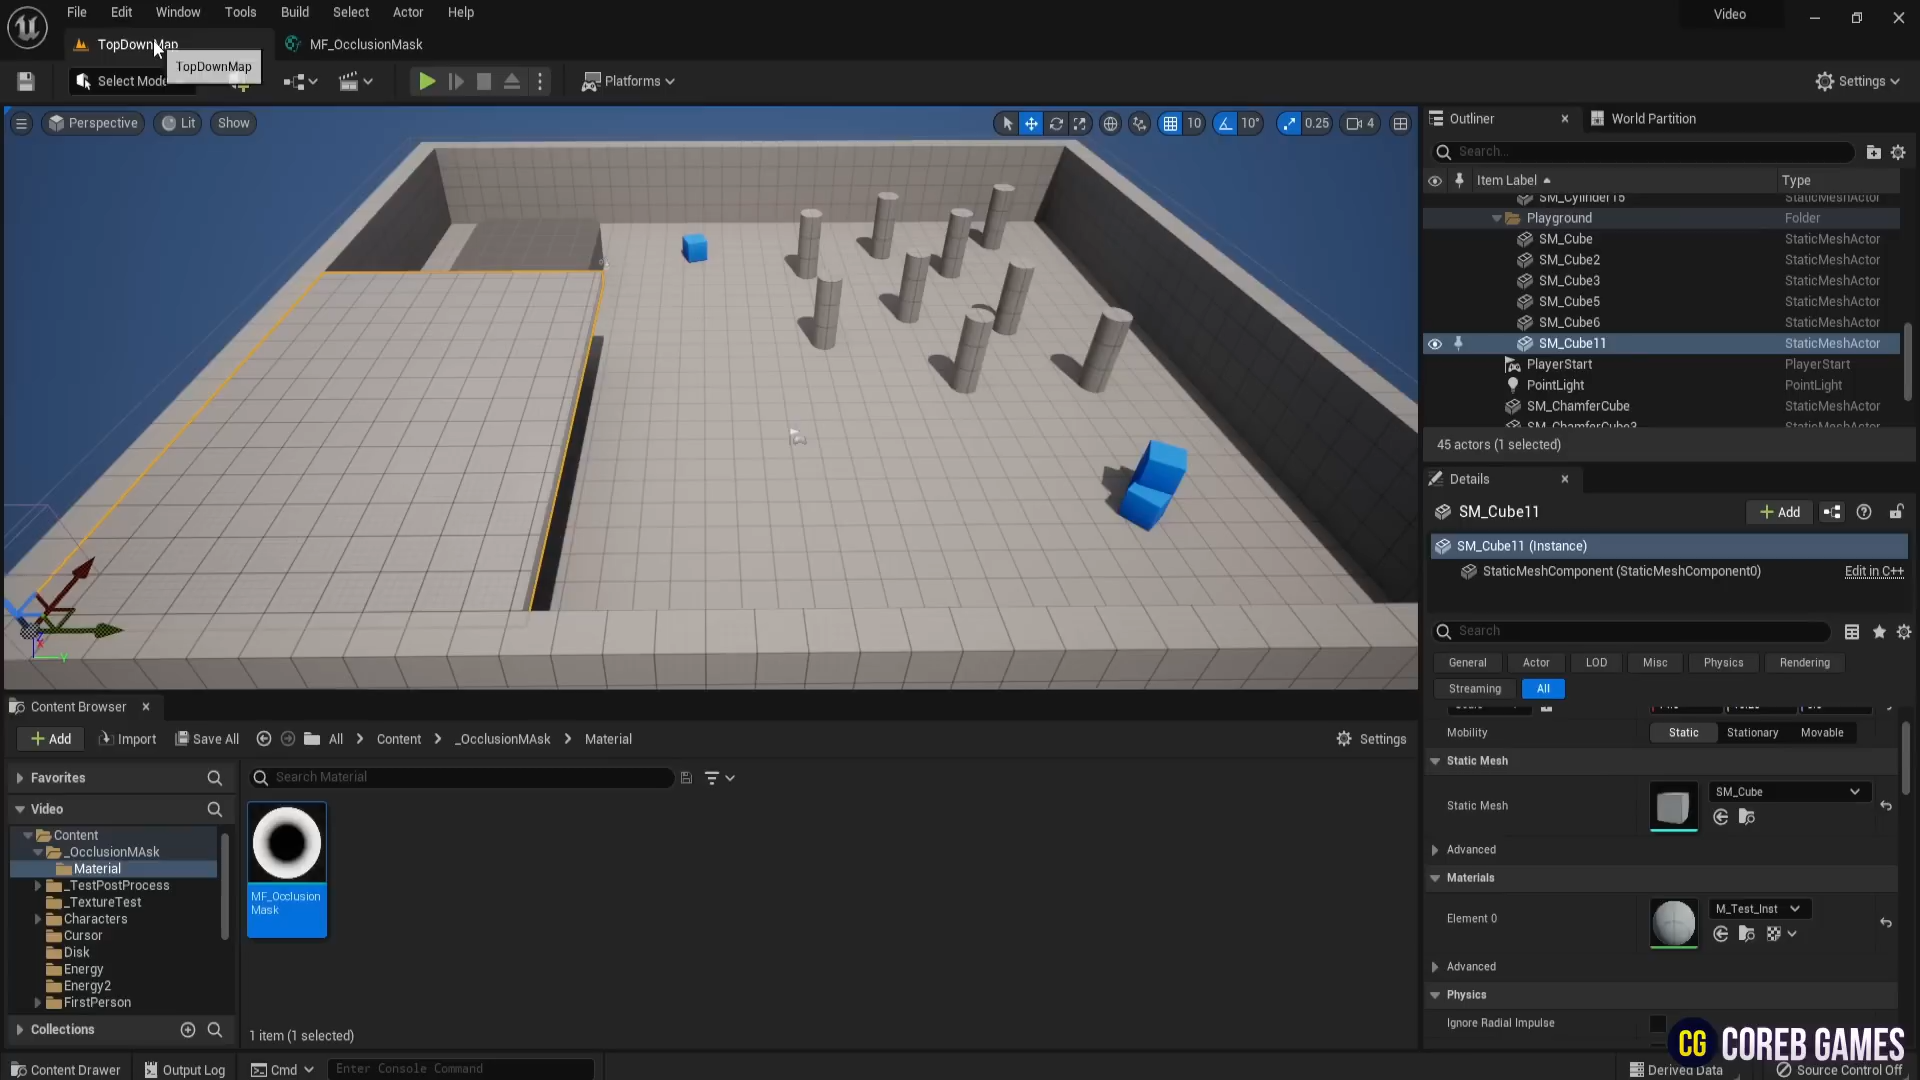 File Edit Window Tools Build Select Actor Help
Video
TopDownMap
MF_OcclusionMask
TopDownMap
Select Mode
Platforms
Settings
Perspective
Lit
Show
10
10°
0.25
4
Outliner
World Partition
Search...
Item Label
Type
SM_Cylinder15 StaticMeshActor
Playground Folder
SM_Cube StaticMeshActor
SM_Cube2 StaticMeshActor
SM_Cube3 StaticMeshActor
SM_Cube5 StaticMeshActor
SM_Cube6 StaticMeshActor
SM_Cube11 StaticMeshActor
PlayerStart PlayerStart
PointLight PointLight
SM_ChamferCube StaticMeshActor
SM_ChamferCube3 StaticMeshActor
45 actors (1 selected)
Details
SM_Cube11
Add
SM_Cube11 (Instance)
StaticMeshComponent (StaticMeshComponent0)
Edit in C++
Search
General Actor LOD Misc Physics Rendering
Streaming All
Mobility Static Stationary Movable
Static Mesh
Static Mesh SM_Cube
Advanced
Materials
Element 0 M_Test_Inst
Advanced
Physics
Ignore Radial Impulse
Content Browser
Add Import Save All All Content _OcclusionMAsk Material Settings
Favorites
Search Material
Video
Content
_OcclusionMAsk
Material
_TestPostProcess
_TextureTest
Characters
Cursor
Disk
Energy
Energy2
FirstPerson
MF_Occlusion
Mask
Collections
1 item (1 selected)
Content Drawer Output Log Cmd Enter Console Command
Derived Data Source Control Off
CG COREB GAMES